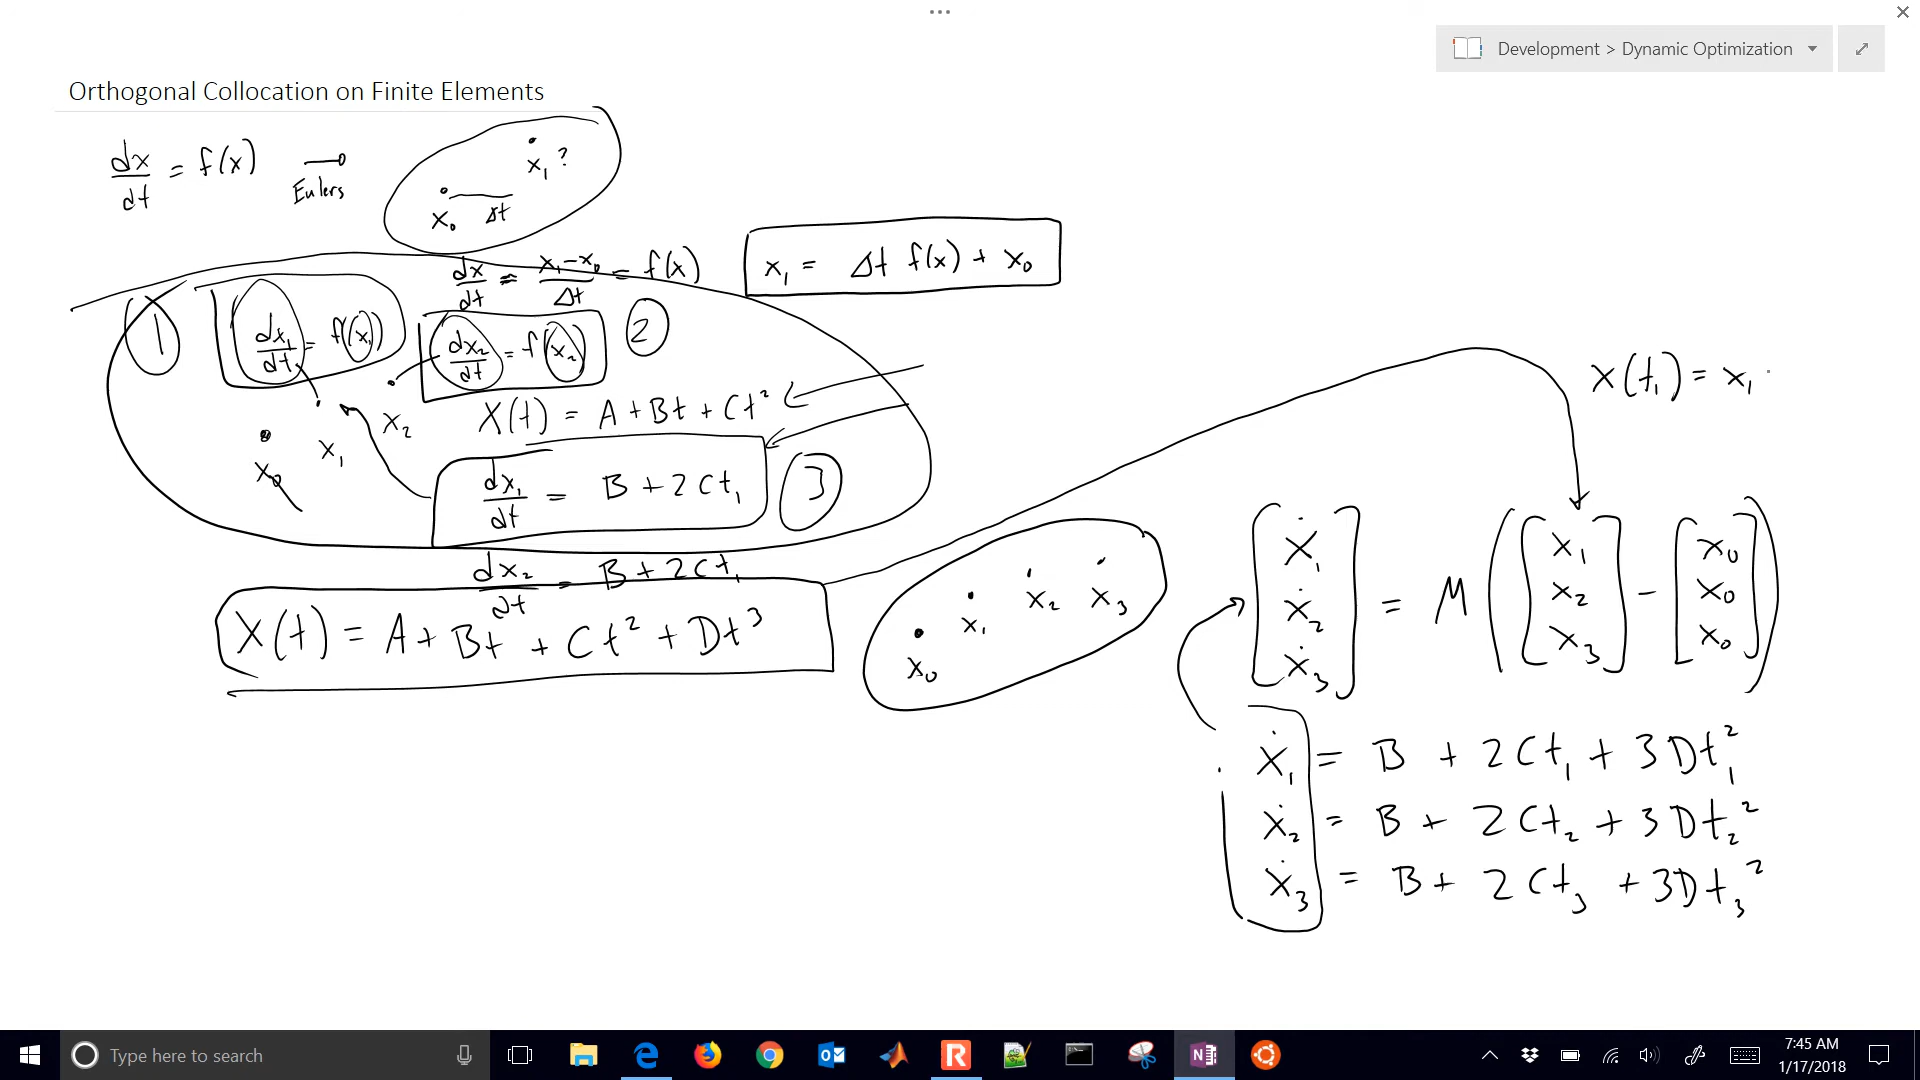 Development > Dynamic Optimization
Orthogonal Collocation on Finite Elements
dx/dt = f(x)
Eulers
x₀ Δt x₁?
dx/dt ≈ (x₁-x₀)/Δt = f(x)
x₁ = Δt f(x) + x₀
1
dx₁/dt = f(x₁)
dx₂/dt = f(x₂)
2
x₀ x₁ x₂
X(t) = A + Bt + Ct²
dx₁/dt = B + 2Ct₁
3
dx₂/dt = B + 2Ct₁
X(t) = A + Bt + Ct² + Dt³
x₀ x₁ x₂ x₃
x(t₁) = x₁
[ẋ₁ ẋ₂ ẋ₃] = M([x₁ x₂ x₃] - [x₀ x₀ x₀])
ẋ₁ = B + 2Ct₁ + 3Dt₁²
ẋ₂ = B + 2Ct₂ + 3Dt₂²
ẋ₃ = B + 2Ct₃ + 3Dt₃²
Type here to search
7:45 AM
1/17/2018